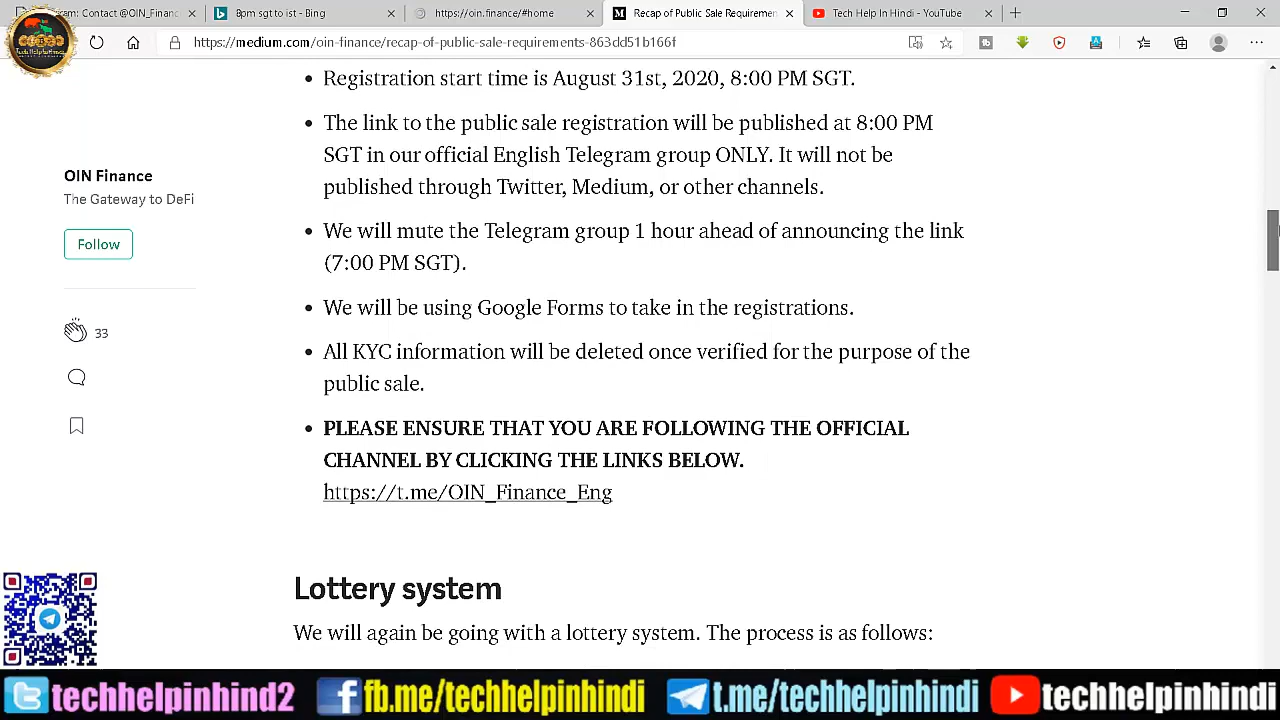 ram: Contact @OIN_Financ
8pm sgt to ist - Bing
https://oin.finance/#home
Recap of Public Sale Requiremen
Tech Help In Hindi - YouTube
https://medium.com/oin-finance/recap-of-public-sale-requirements-863dd51b166f
Registration start time is August 31st, 2020, 8:00 PM SGT.
The link to the public sale registration will be published at 8:00 PM
SGT in our official English Telegram group ONLY. It will not be
published through Twitter, Medium, or other channels.
OIN Finance
The Gateway to DeFi
Follow
We will mute the Telegram group 1 hour ahead of announcing the link
(7:00 PM SGT).
We will be using Google Forms to take in the registrations.
33
All KYC information will be deleted once verified for the purpose of the
public sale.
PLEASE ENSURE THAT YOU ARE FOLLOWING THE OFFICIAL
CHANNEL BY CLICKING THE LINKS BELOW.
https://t.me/OIN_Finance_Eng
Lottery system
We will again be going with a lottery system. The process is as follows:
techhelpinhind2
fb.me/techhelpinhindi
t.me/techhelpinhindi
techhelpinhindi